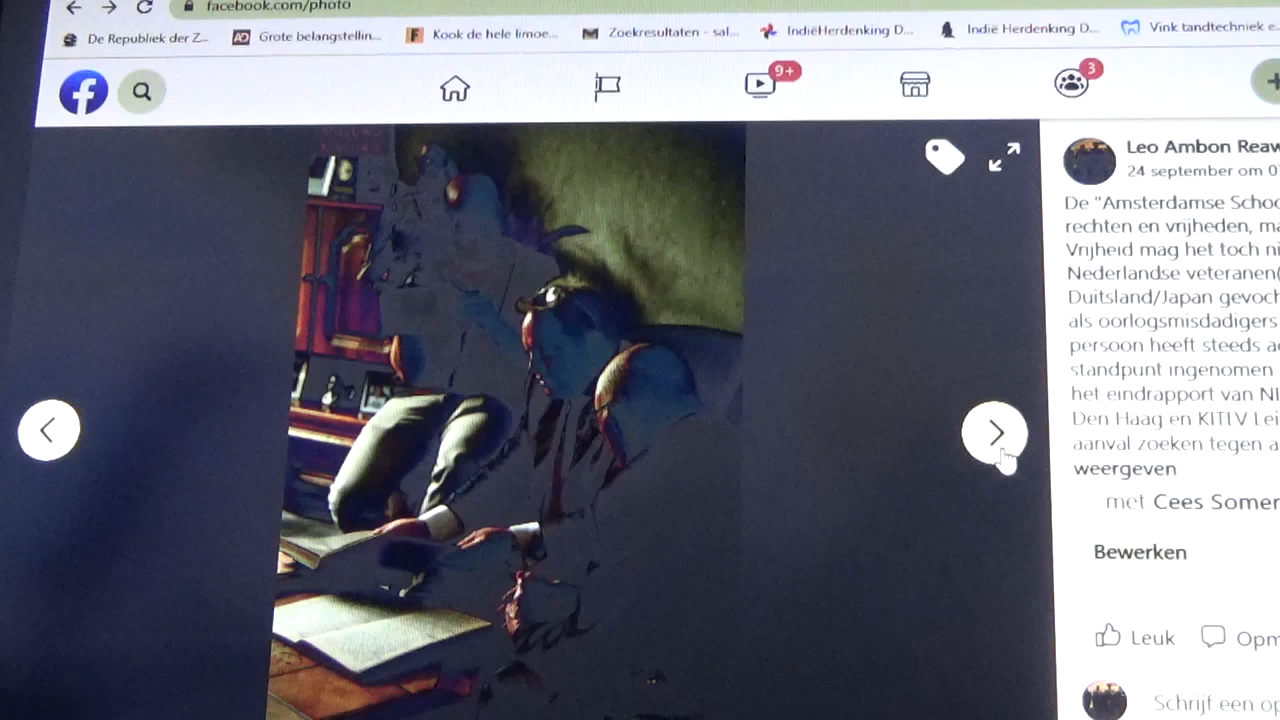 facebook.com/photo
De Republiek der Z...
Grote belangstellin...
Kook de hele limoe...
Zoekresultaten - sal...
IndiëHerdenking D...
Indië Herdenking D...
Vink tandtechniek e
9+
3
Leo Ambon Reaw
24 september om 0
De "Amsterdamse Schoo
rechten en vrijheden, ma
Vrijheid mag het toch ni
Nederlandse veteranen
Duitsland/Japan gevoch
als oorlogsmisdadigers
persoon heeft steeds a
standpunt ingenomen
het eindrapport van NI
Den Haag en KITLV Lei
aanval zoeken tegen a
weergeven
met Cees Somer
Bewerken
Leuk
Opm
Schrijf een op